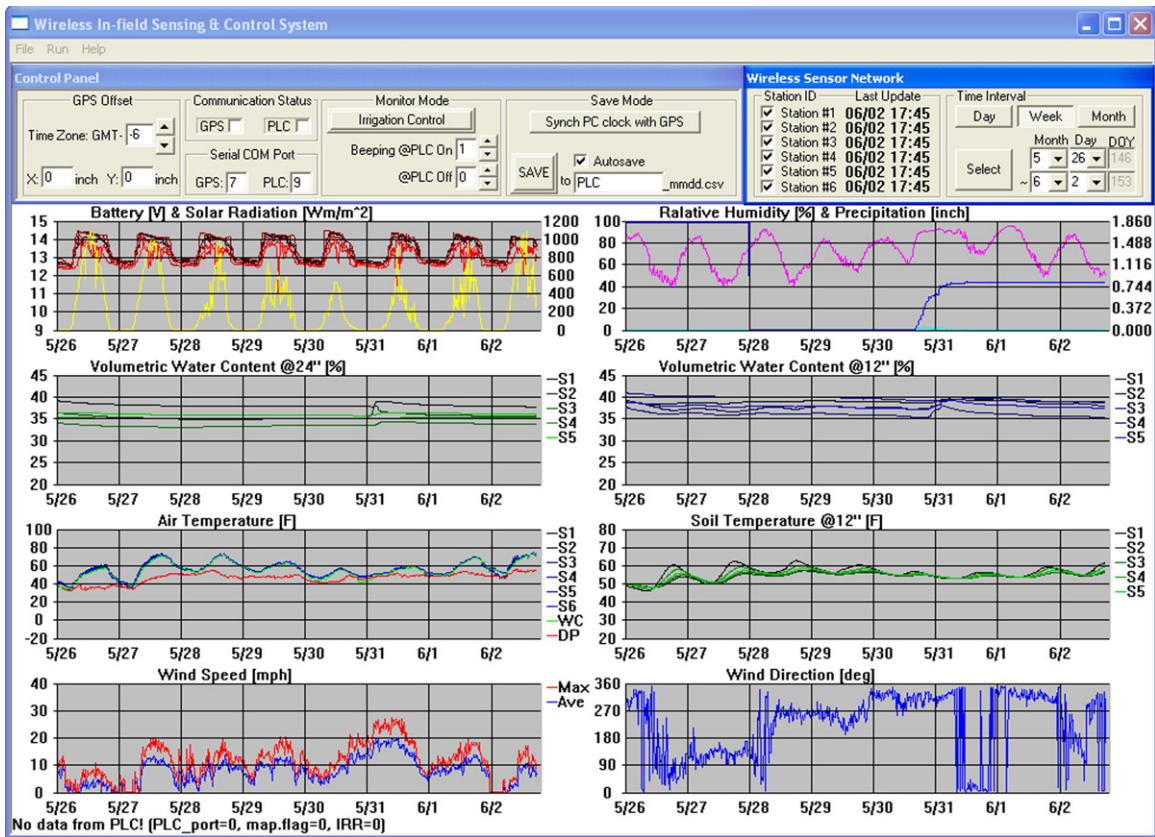 Wireless In-field Sensing & Control System
File Run Help
Control Panel
GPS Offset
Time Zone: GMT- -6
X: 0 inch Y: 0 inch
Communication Status
GPS PLC
Serial COM Port
GPS: 7 PLC: 9
Monitor Mode
Irrigation Control
Beeping @PLC On 1
@PLC Off 0
Save Mode
Synch PC clock with GPS
SAVE
Autosave
to PLC _mmdd.csv
Wireless Sensor Network
Station ID Last Update
Station #1 06/02 17:45
Station #2 06/02 17:45
Station #3 06/02 17:45
Station #4 06/02 17:45
Station #5 06/02 17:45
Station #6 06/02 17:45
Time Interval
Day Week Month
Month Day DOY
Select
5 26 146
~ 6 2 153
Battery [V] & Solar Radiation [Wm/m^2]
15
14
13
12
11
10
9
1200
1000
800
600
400
200
0
5/26 5/27 5/28 5/29 5/30 5/31 6/1 6/2
Ralative Humidity [%] & Precipitation [inch]
100
80
60
40
20
0
1.860
1.488
1.116
0.744
0.372
0.000
5/26 5/27 5/28 5/29 5/30 5/31 6/1 6/2
Volumetric Water Content @24" [%]
45
40
35
30
25
20
S1
S2
S3
S4
S5
5/26 5/27 5/28 5/29 5/30 5/31 6/1 6/2
Volumetric Water Content @12" [%]
45
40
35
30
25
20
S1
S2
S3
S4
S5
5/26 5/27 5/28 5/29 5/30 5/31 6/1 6/2
Air Temperature [F]
100
80
60
40
20
0
-20
S1
S2
S3
S4
S5
S6
WC
DP
5/26 5/27 5/28 5/29 5/30 5/31 6/1 6/2
Soil Temperature @12" [F]
80
70
60
50
40
30
20
S1
S2
S3
S4
S5
5/26 5/27 5/28 5/29 5/30 5/31 6/1 6/2
Wind Speed [mph]
40
30
20
10
0
Max
Ave
5/26 5/27 5/28 5/29 5/30 5/31 6/1 6/2
Wind Direction [deg]
360
270
180
90
0
5/26 5/27 5/28 5/29 5/30 5/31 6/1 6/2
No data from PLC! (PLC_port=0, map.flag=0, IRR=0)